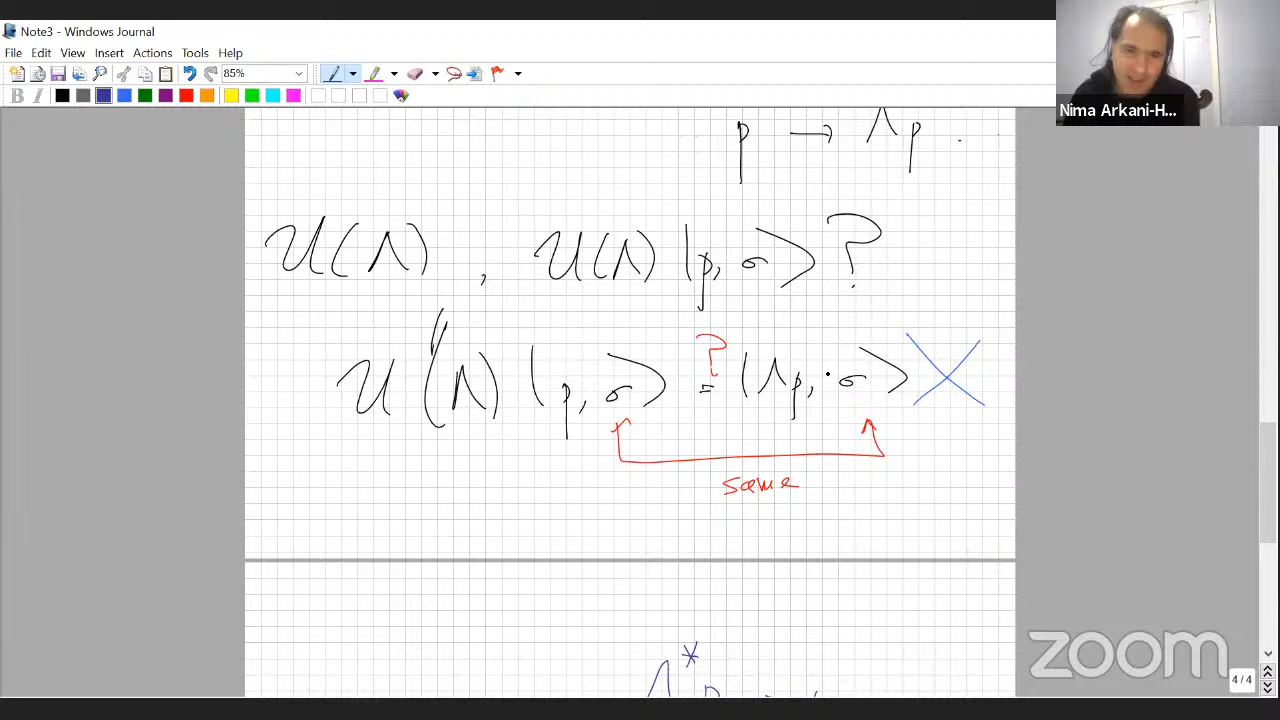 Note3 - Windows Journal
File Edit View Insert Actions Tools Help
85%
B I
Nima Arkani-H...
p → Λp .
U(Λ) , U(Λ) |p, σ> ?
U(Λ) |p, σ> ?= |Λp, σ> X
same
Λ*
zoom
4 / 4